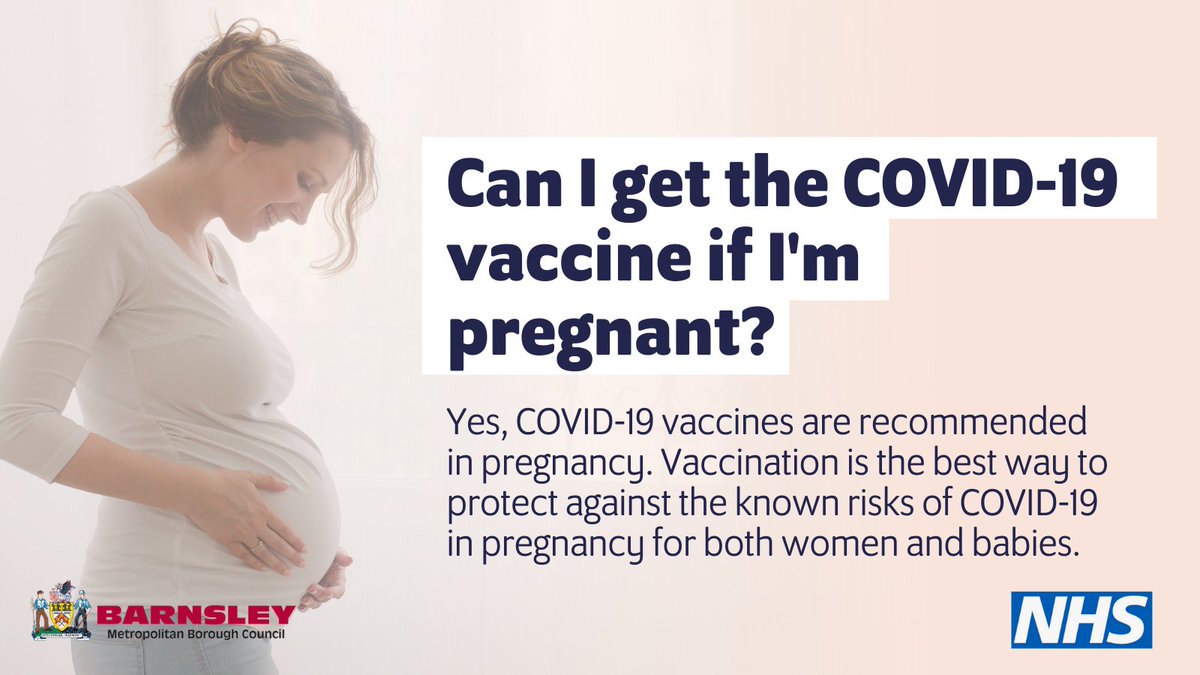 Can I get the COVID-19
vaccine if I'm
pregnant?
Yes, COVID-19 vaccines are recommended
in pregnancy. Vaccination is the best way to
protect against the known risks of COVID-19
in pregnancy for both women and babies.
BARNSLEY
Metropolitan Borough Council
NHS